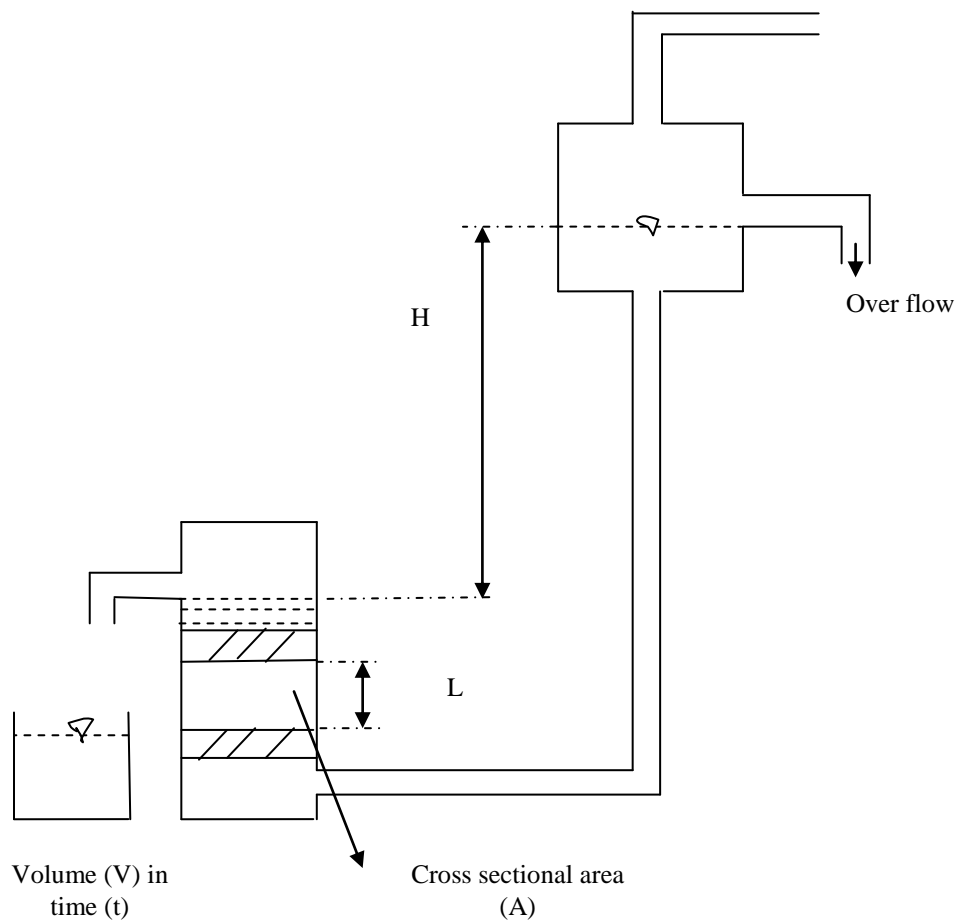 Over flow
H
L
Volume (V) in
time (t)
Cross sectional area
(A)